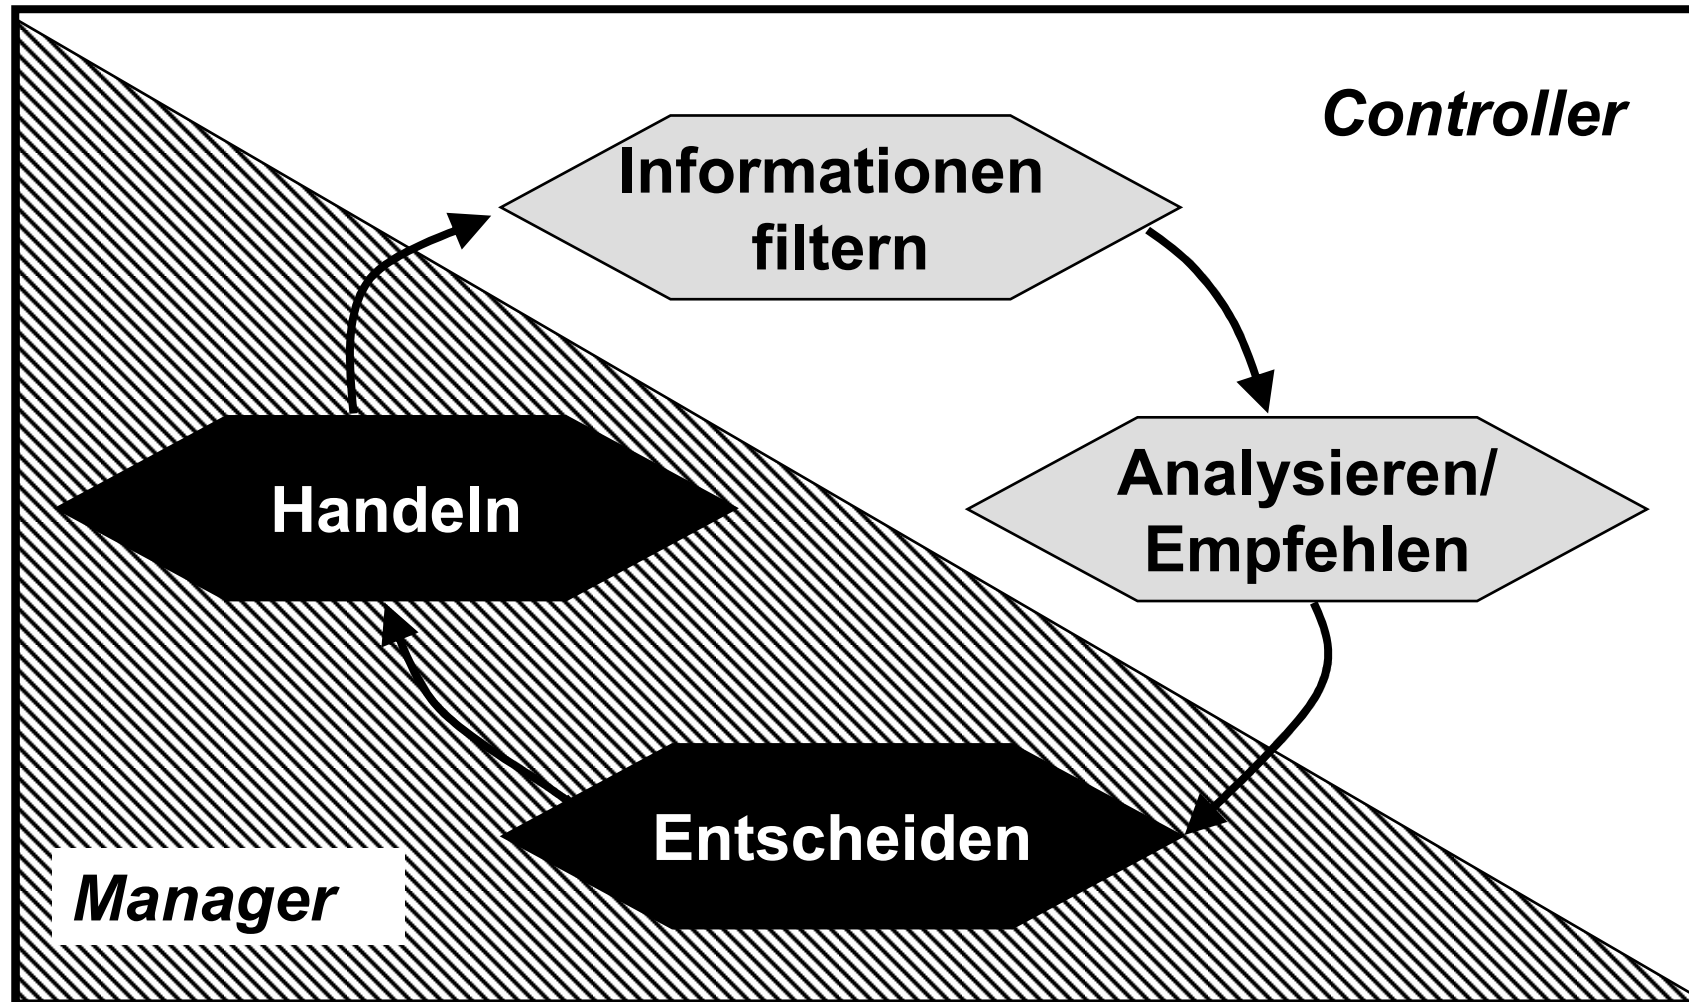 Controller
Informationen
filtern
Analysieren/
Empfehlen
Handeln
Entscheiden
Manager